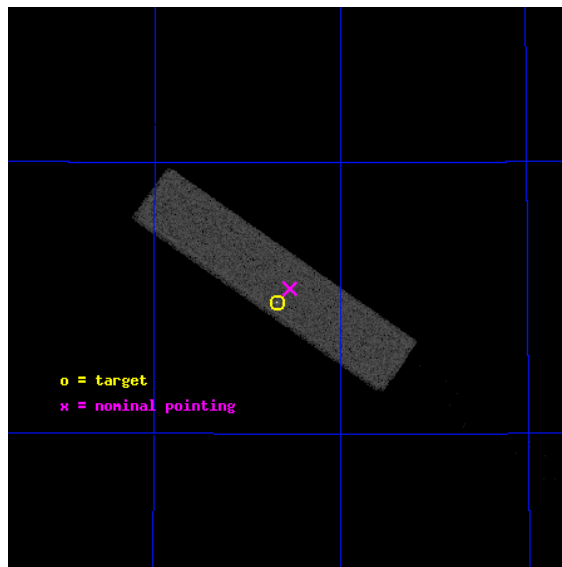 o = target
x = nominal pointing